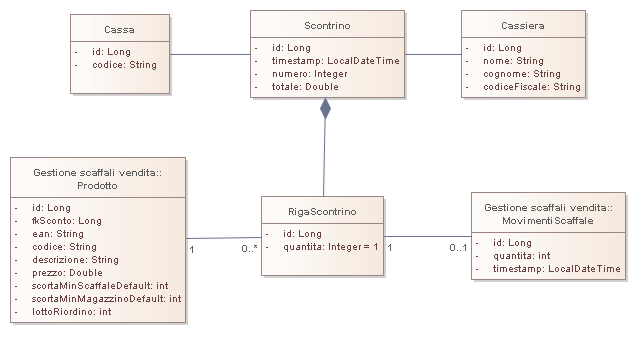 Cassa
- id: Long
- codice: String
Scontrino
- id: Long
- timestamp: LocalDateTime
- numero: Integer
- totale: Double
Cassiera
- id: Long
- nome: String
- cognome: String
- codiceFiscale: String
Gestione scaffali vendita::
Prodotto
- id: Long
- fkSconto: Long
- ean: String
- codice: String
- descrizione: String
- prezzo: Double
- scortaMinScaffaleDefault: int
- scortaMinMagazzinoDefault: int
- lottoRiordino: int
1
0..*
RigaScontrino
- id: Long
- quantita: Integer = 1
1
0..1
Gestione scaffali vendita::
MovimentiScaffale
- id: Long
- quantita: int
- timestamp: LocalDateTime